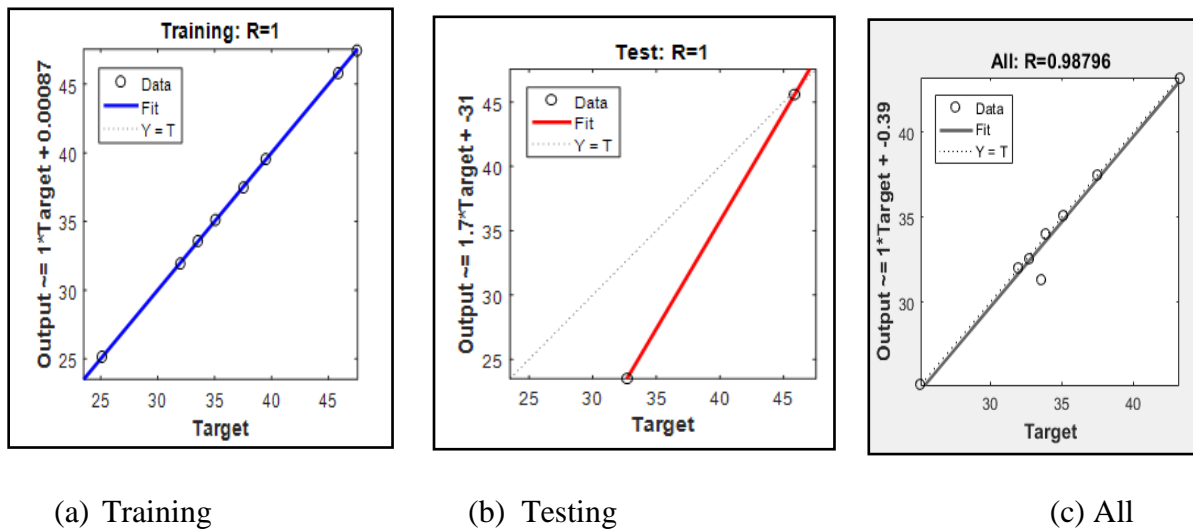 Training: R=1
Output ~= 1*Target + 0.00087
45
40
35
30
25
Data
Fit
Y = T
25 30 35 40 45
Target
Test: R=1
Output ~= 1.7*Target + -31
45
40
35
30
25
Data
Fit
Y = T
25 30 35 40 45
Target
All: R=0.98796
Output ~= 1*Target + -0.39
40
35
30
Data
Fit
Y = T
30 40
Target
(a) Training (b) Testing (c) All